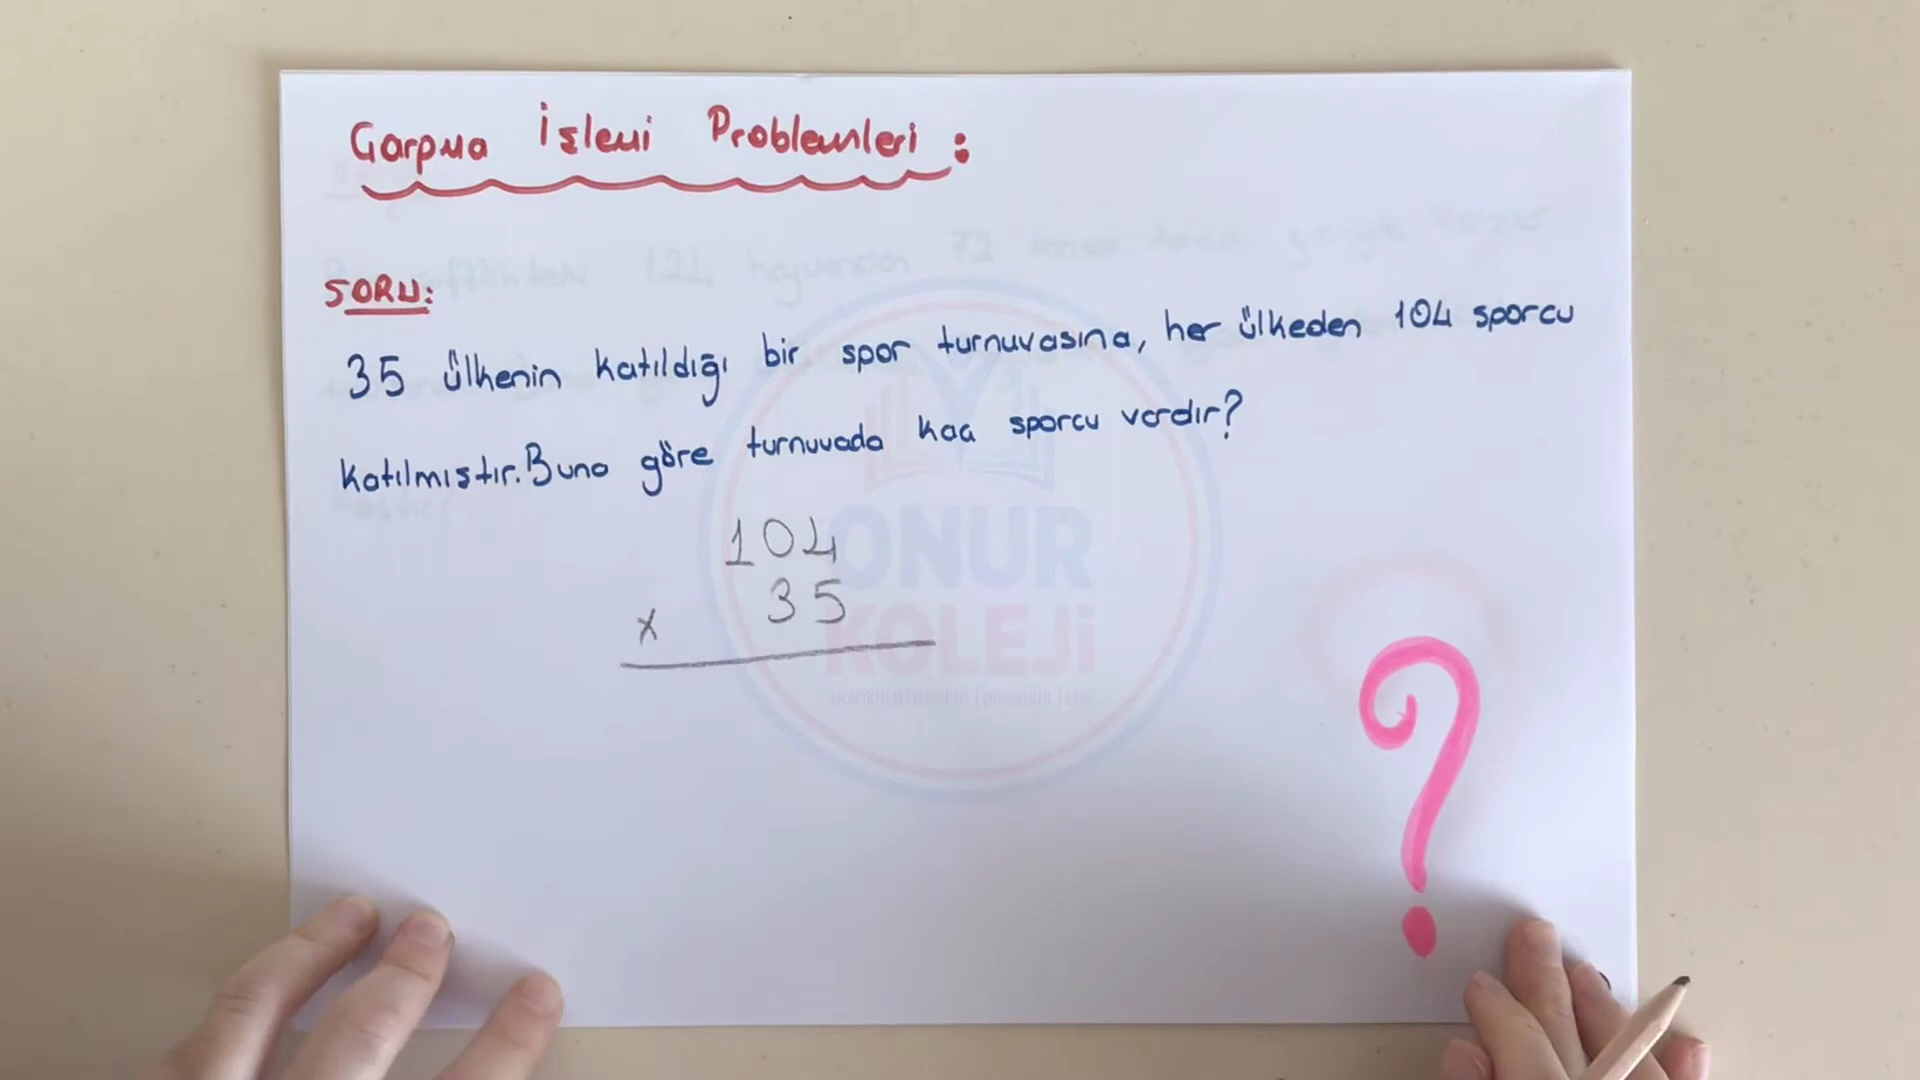 Çarpma İşlemi Problemleri :
SORU:
35 ülkenin katıldığı bir spor turnuvasına, her ülkeden 104 sporcu
katılmıştır. Buna göre turnuvada kaç sporcu vardır?
104
x 35
ONUR
KOLEJİ
?